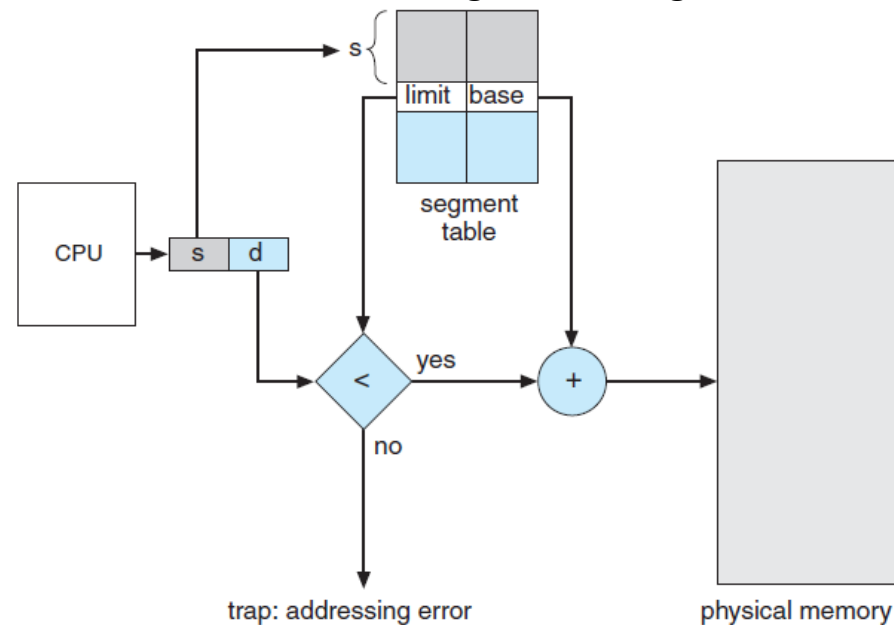 s
limit base
segment
table
CPU
s d
<
yes
+
no
trap: addressing error
physical memory